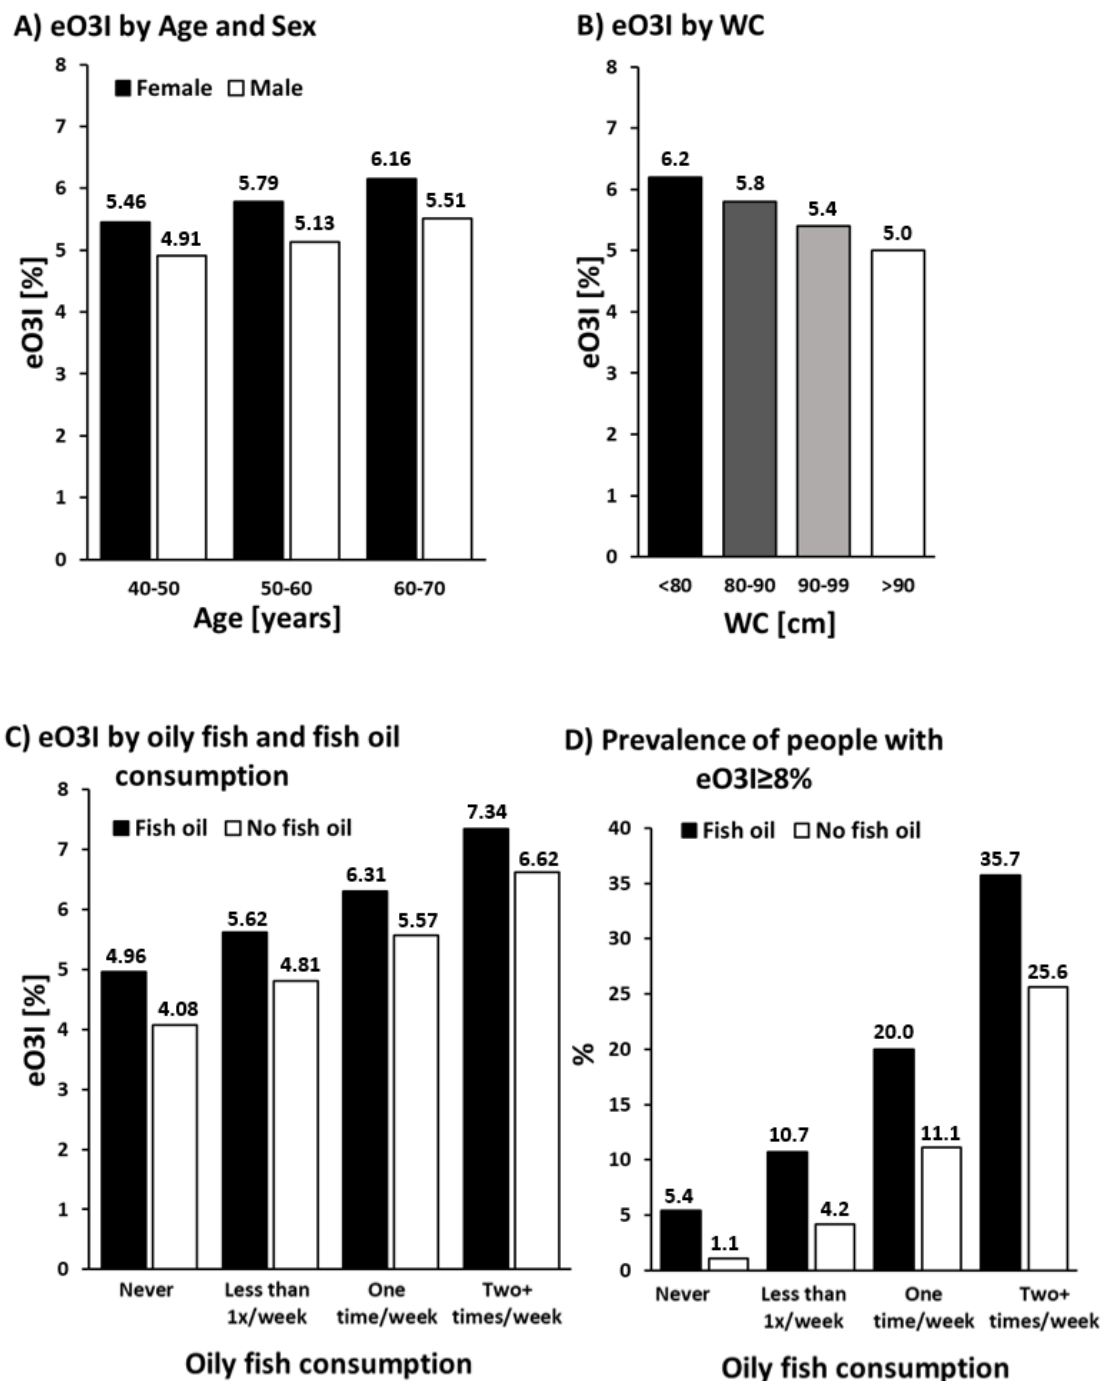 A) eO3I by Age and Sex
8
7
6
5
4
3
2
1
0
eO3I [%]
Female Male
5.46
4.91
5.79
5.13
6.16
5.51
40-50 50-60 60-70
Age [years]
B) eO3I by WC
8
7
6
5
4
3
2
1
0
eO3I [%]
6.2
5.8
5.4
5.0
<80 80-90 90-99 >90
WC [cm]
C) eO3I by oily fish and fish oil
consumption
8
7
6
5
4
3
2
1
0
eO3I [%]
Fish oil No fish oil
4.96
4.08
5.62
4.81
6.31
5.57
7.34
6.62
Never Less than One Two+
1x/week time/week times/week
Oily fish consumption
D) Prevalence of people with
eO3I≥8%
40
35
30
25
20
15
10
5
0
%
Fish oil No fish oil
5.4
1.1
10.7
4.2
20.0
11.1
35.7
25.6
Never Less than One Two+
1x/week time/week times/week
Oily fish consumption